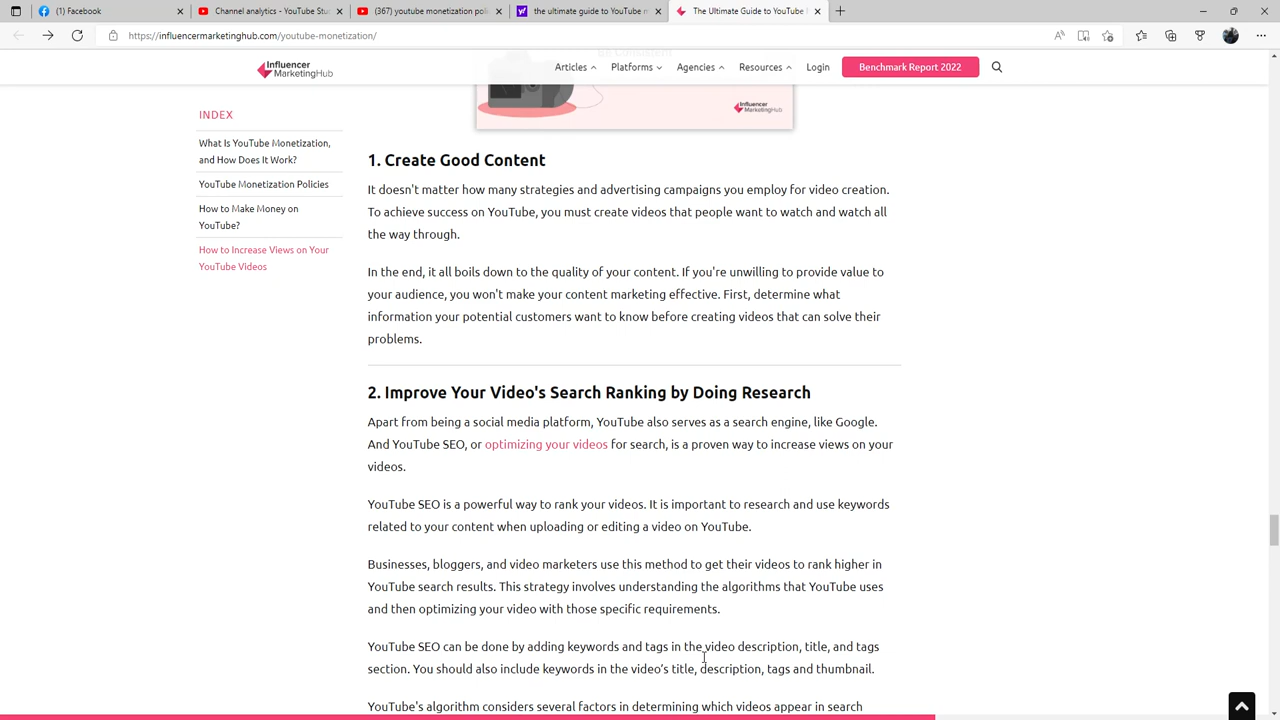 (1) Facebook
Channel analytics - YouTube Stu
(367) youtube monetization poli
the ultimate guide to YouTube m
The Ultimate Guide to YouTube
https://influencermarketinghub.com/youtube-monetization/
Influencer
MarketingHub
Articles
Platforms
Agencies
Resources
Login
Benchmark Report 2022
Influencer
MarketingHub
INDEX
What Is YouTube Monetization,
and How Does It Work?
YouTube Monetization Policies
How to Make Money on
YouTube?
How to Increase Views on Your
YouTube Videos
1. Create Good Content
It doesn't matter how many strategies and advertising campaigns you employ for video creation.
To achieve success on YouTube, you must create videos that people want to watch and watch all
the way through.
In the end, it all boils down to the quality of your content. If you're unwilling to provide value to
your audience, you won't make your content marketing effective. First, determine what
information your potential customers want to know before creating videos that can solve their
problems.
2. Improve Your Video's Search Ranking by Doing Research
Apart from being a social media platform, YouTube also serves as a search engine, like Google.
And YouTube SEO, or optimizing your videos for search, is a proven way to increase views on your
videos.
YouTube SEO is a powerful way to rank your videos. It is important to research and use keywords
related to your content when uploading or editing a video on YouTube.
Businesses, bloggers, and video marketers use this method to get their videos to rank higher in
YouTube search results. This strategy involves understanding the algorithms that YouTube uses
and then optimizing your video with those specific requirements.
YouTube SEO can be done by adding keywords and tags in the video description, title, and tags
section. You should also include keywords in the video's title, description, tags and thumbnail.
YouTube's algorithm considers several factors in determining which videos appear in search